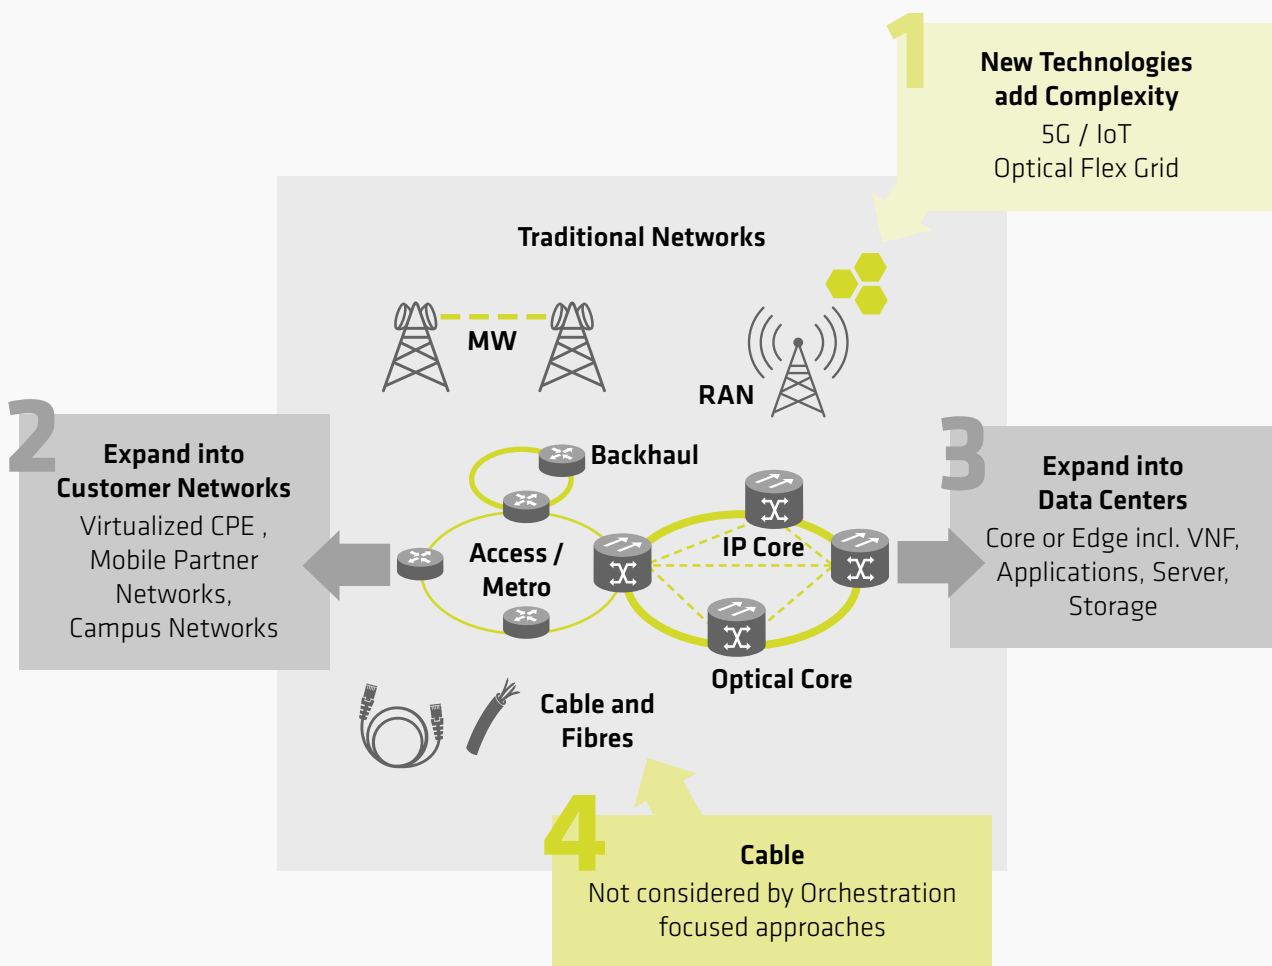 1
New Technologies
add Complexity
5G / IoT
Optical Flex Grid
Traditional Networks
MW
RAN
2
Expand into
Customer Networks
Virtualized CPE ,
Mobile Partner
Networks,
Campus Networks
Backhaul
Access /
Metro
IP Core
Optical Core
3
Expand into
Data Centers
Core or Edge incl. VNF,
Applications, Server,
Storage
Cable and
Fibres
4
Cable
Not considered by Orchestration
focused approaches